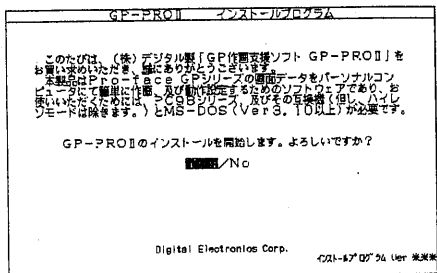 GP-PROⅡ インストールプログラム
このたびは、(株)デジタル製「GP作画支援ソフト GP-PROⅡ」を
お買い求めいただき、誠にありがとうございます。
本製品はPro-face GPシリーズの画面データをパーソナルコン
ピュータにて簡単に作画、及び動作設定するためのソフトウェアであり、お
使いいただくためには、PC98シリーズ、及びその互換機(但し、ハイレ
ゾモードは除きます。)とMS-DOS(Ver3.10以上)が必要です。
GP-PROⅡのインストールを開始します。よろしいですか?
/No
Digital Electronics Corp.
インストールプログラム Ver ※※※